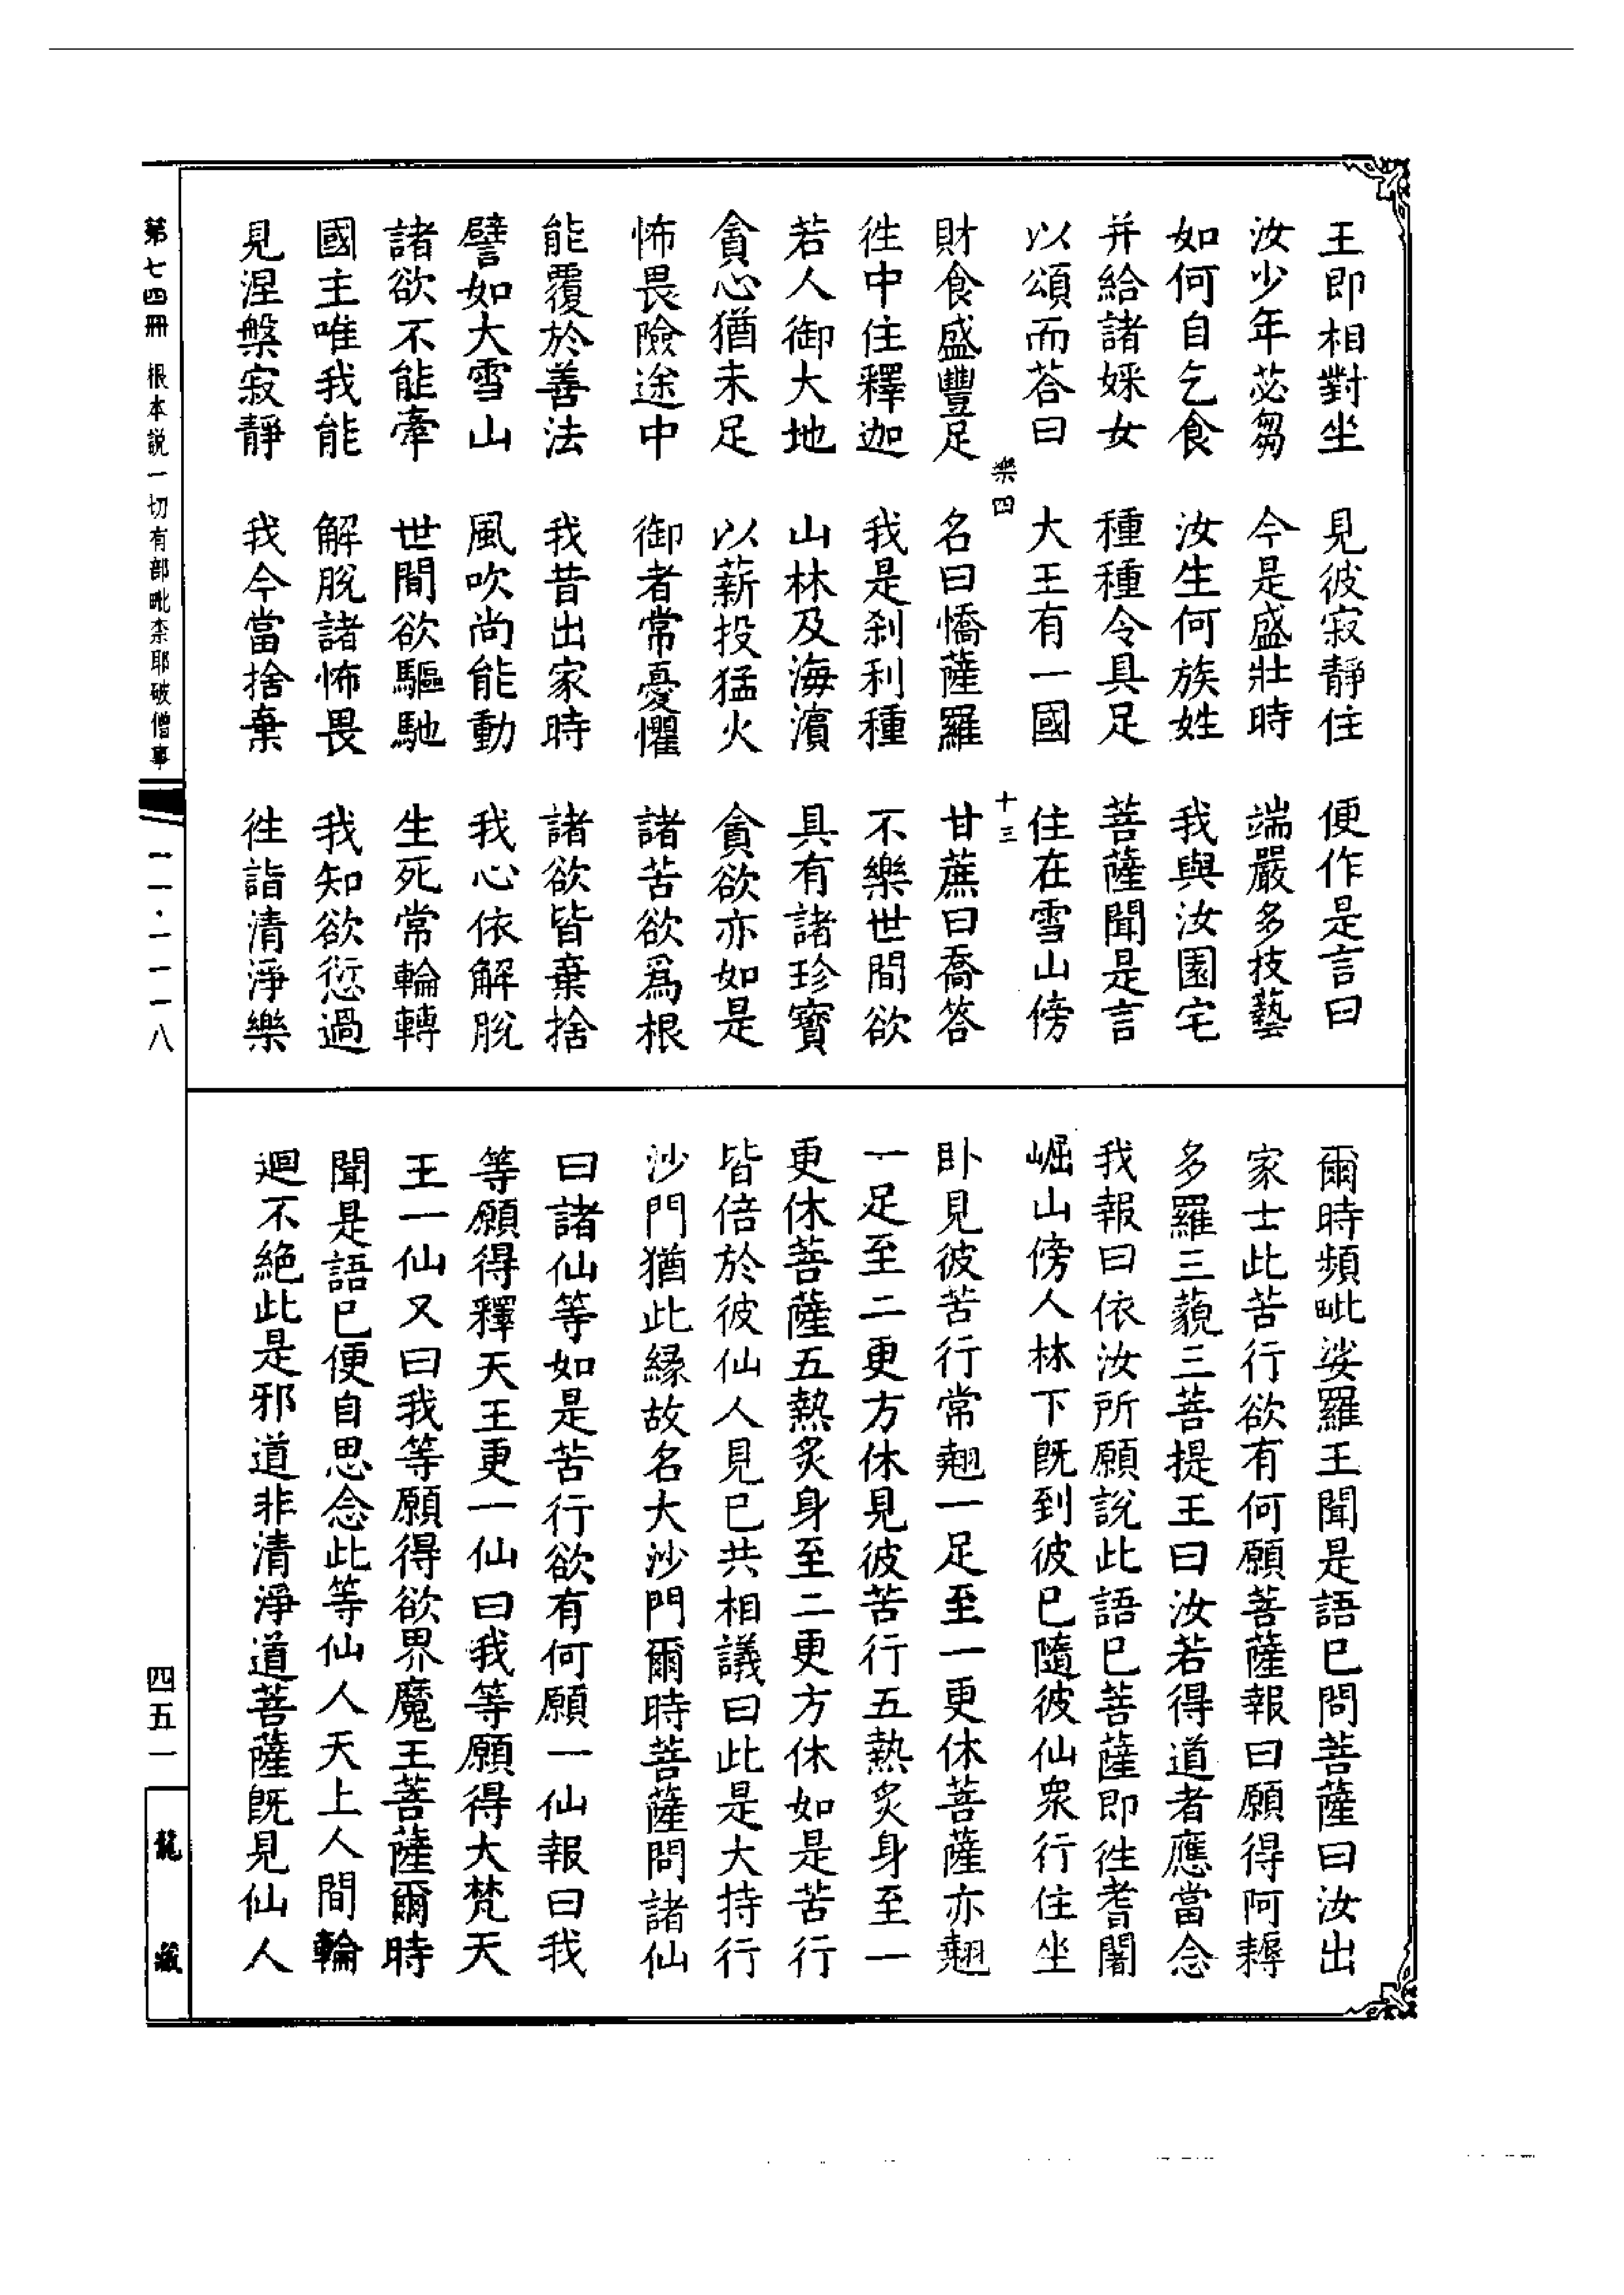 王即相對坐　見彼寂靜住　便作是言曰
汝少年苾芻　今是盛壯時　端嚴多技藝
如何自乞食　汝生何族姓　我與汝園宅
并給諸婇女　種種令具足　菩薩聞是言
以頌而荅曰　大王有一國　住在雪山傍
樂四　十三
財食盛豐足　名曰憍薩羅　甘蔗曰喬答
徃中住釋迦　我是刹利種　不樂世間欲
若人御大地　山林及海濵　具有諸珍寳
貪心猶未足　以薪投猛火　貪欲亦如是
怖畏險途中　御者常憂懼　諸苦欲爲根
能覆於善法　我昔出家時　諸欲皆棄捨
譬如大雪山　風吹尚能動　我心依解脫
諸欲不能牽　世間欲驅馳　生死常輪轉
國主唯我能　解脫諸怖畏　我知欲愆過
見涅槃寂靜　我今當捨棄　徃詣清淨樂
爾時頻毗娑羅王聞是語已問菩薩曰汝出
家士此苦行欲有何願菩薩報曰願得阿耨
多羅三藐三菩提王曰汝若得道者應當念
我報曰依汝所願說此語已菩薩即徃耆闍
崛山傍人林下旣到彼已隨彼仙衆行住坐
卧見彼苦行常翹一足至一更休菩薩亦翹
一足至二更方休見彼苦行五熱炙身至一
更休菩薩五熱炙身至二更方休如是苦行
皆倍於彼仙人見已共相議曰此是大持行
沙門猶此緣故名大沙門爾時菩薩問諸仙
曰諸仙等如是苦行欲有何願一仙報曰我
等願得釋天王更一仙曰我等願得大梵天
王一仙又曰我等願得欲界魔王菩薩爾時
聞是語已便自思念此等仙人天上人間輪
迴不絕此是邪道非清淨道菩薩旣見仙人
第七四冊　根本説一切有部毗柰耶破僧事
一一·一一一八
四五一
龍藏